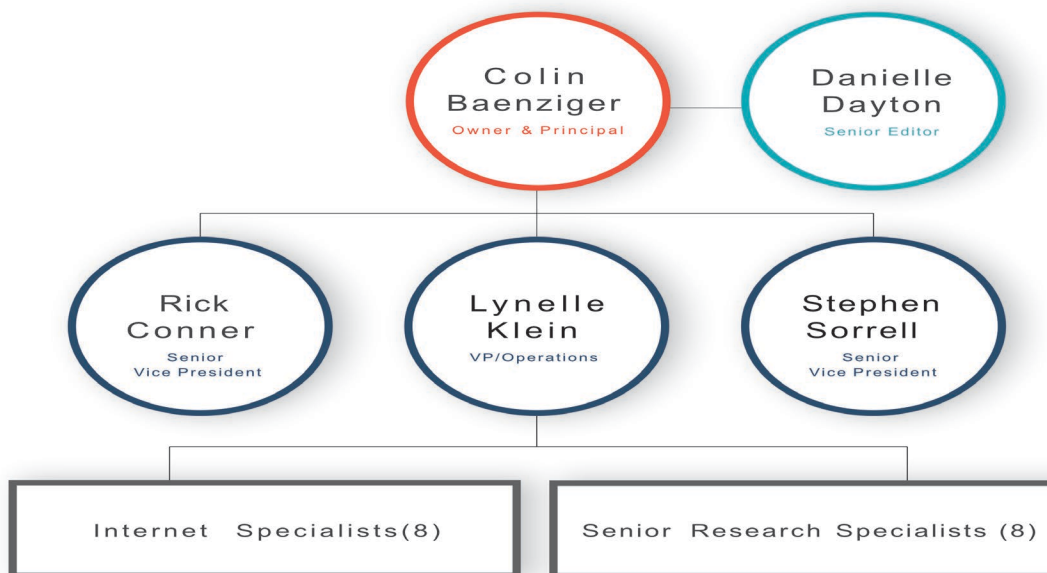 Colin
Baenziger
Owner & Principal
Danielle
Dayton
Senior Editor
Rick
Conner
Senior
Vice President
Lynelle
Klein
VP/Operations
Stephen
Sorrell
Senior
Vice President
Internet Specialists(8)
Senior Research Specialists (8)